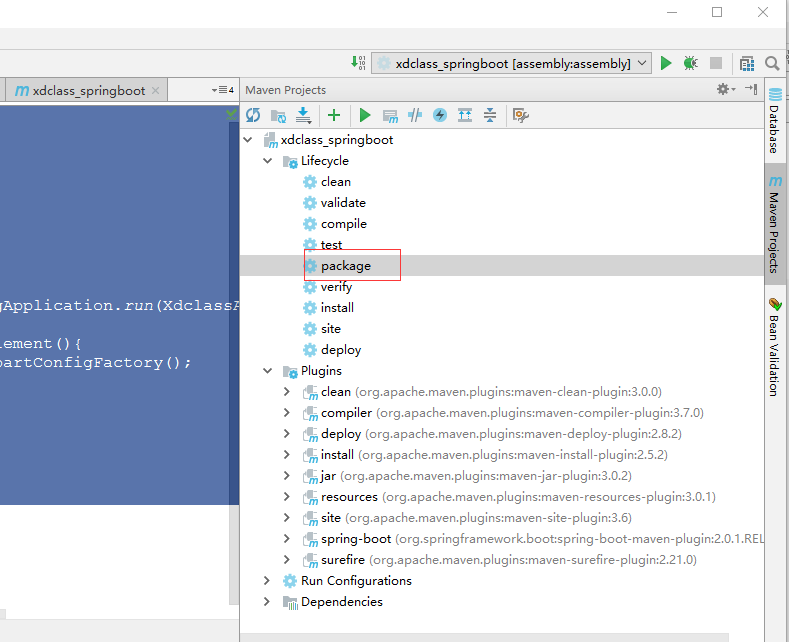 xdclass_springboot [assembly:assembly]
m xdclass_springboot
4
Maven Projects
xdclass_springboot
Lifecycle
clean
validate
compile
test
package
verify
install
site
deploy
Plugins
clean (org.apache.maven.plugins:maven-clean-plugin:3.0.0)
compiler (org.apache.maven.plugins:maven-compiler-plugin:3.7.0)
deploy (org.apache.maven.plugins:maven-deploy-plugin:2.8.2)
install (org.apache.maven.plugins:maven-install-plugin:2.5.2)
jar (org.apache.maven.plugins:maven-jar-plugin:3.0.2)
resources (org.apache.maven.plugins:maven-resources-plugin:3.0.1)
site (org.apache.maven.plugins:maven-site-plugin:3.6)
spring-boot (org.springframework.boot:spring-boot-maven-plugin:2.0.1.REL
surefire (org.apache.maven.plugins:maven-surefire-plugin:2.21.0)
Run Configurations
Dependencies
gApplication.run(XdclassA
ement(){
partConfigFactory();
Database
m Maven Projects
Bean Validation